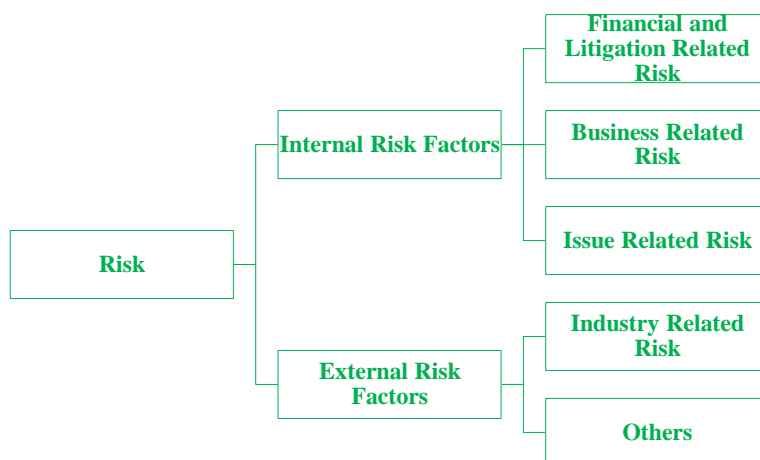 Financial and
Litigation Related
Risk
Internal Risk Factors
Business Related
Risk
Issue Related Risk
Risk
Industry Related
Risk
External Risk
Factors
Others